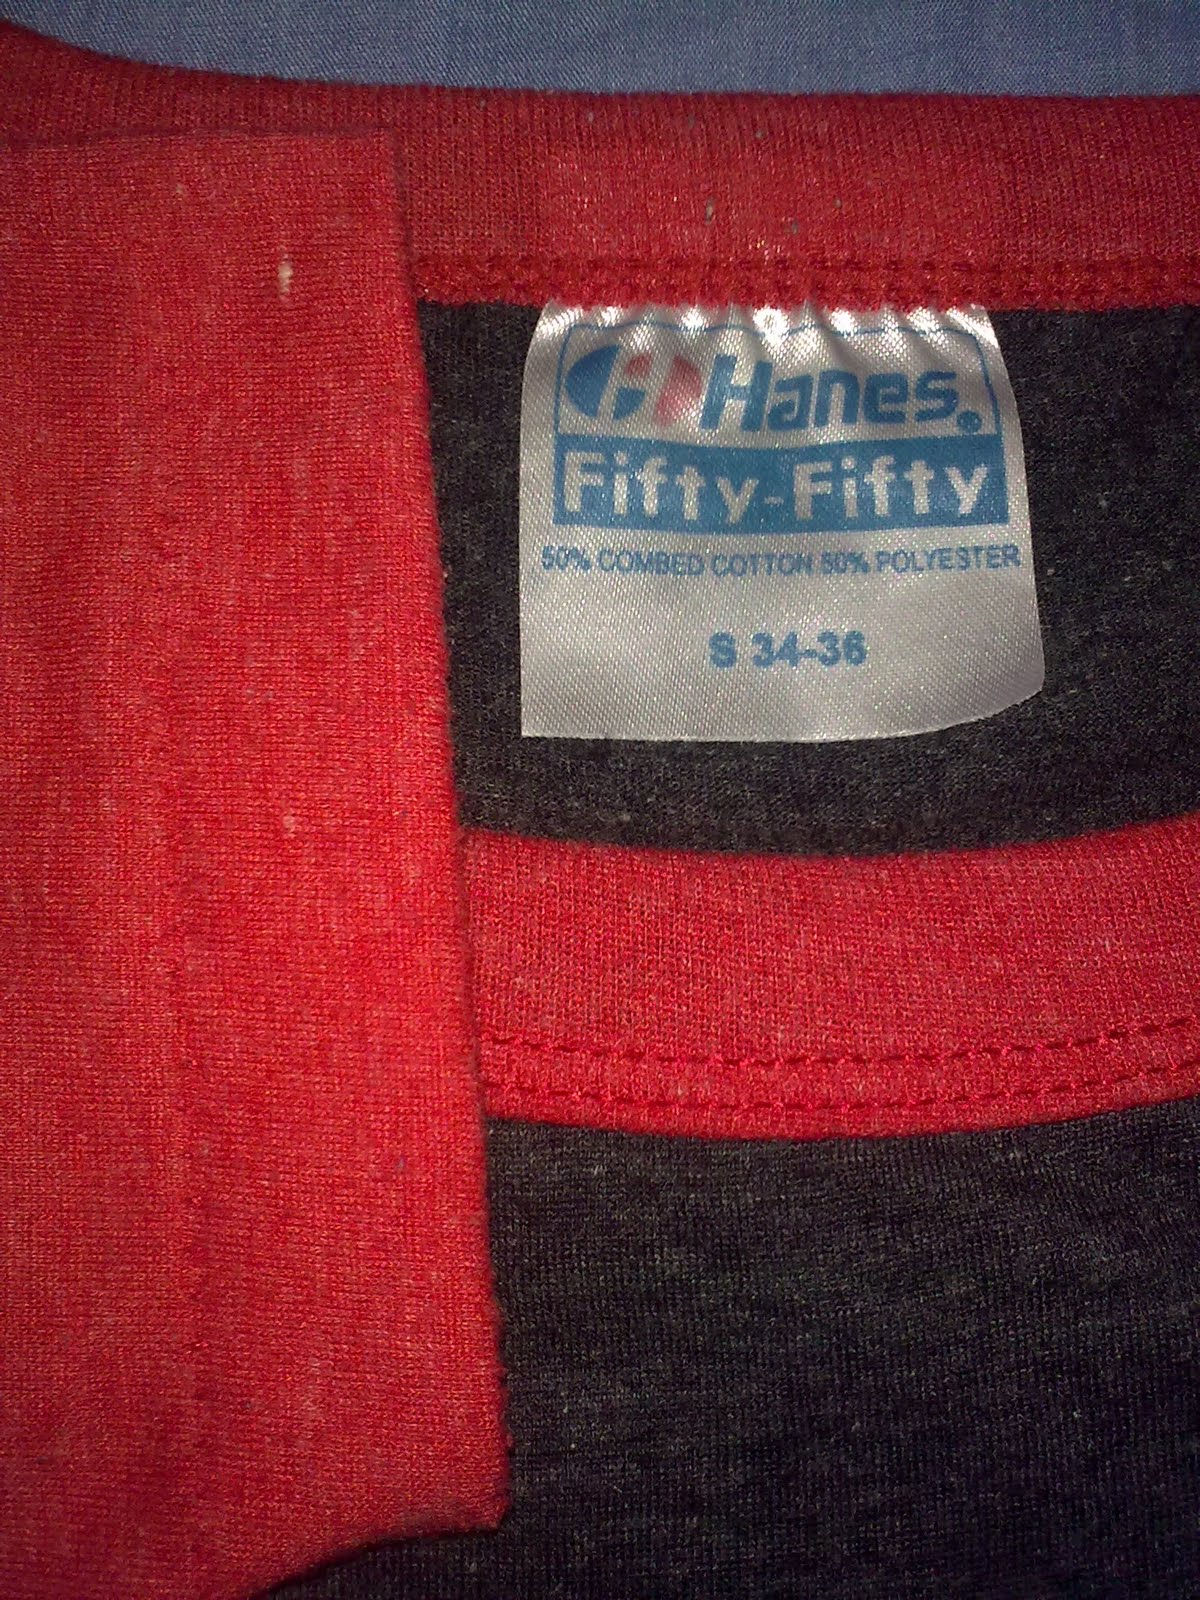 Hanes®
Fifty-Fifty
50% COMBED COTTON 50% POLYESTER
S 34-36